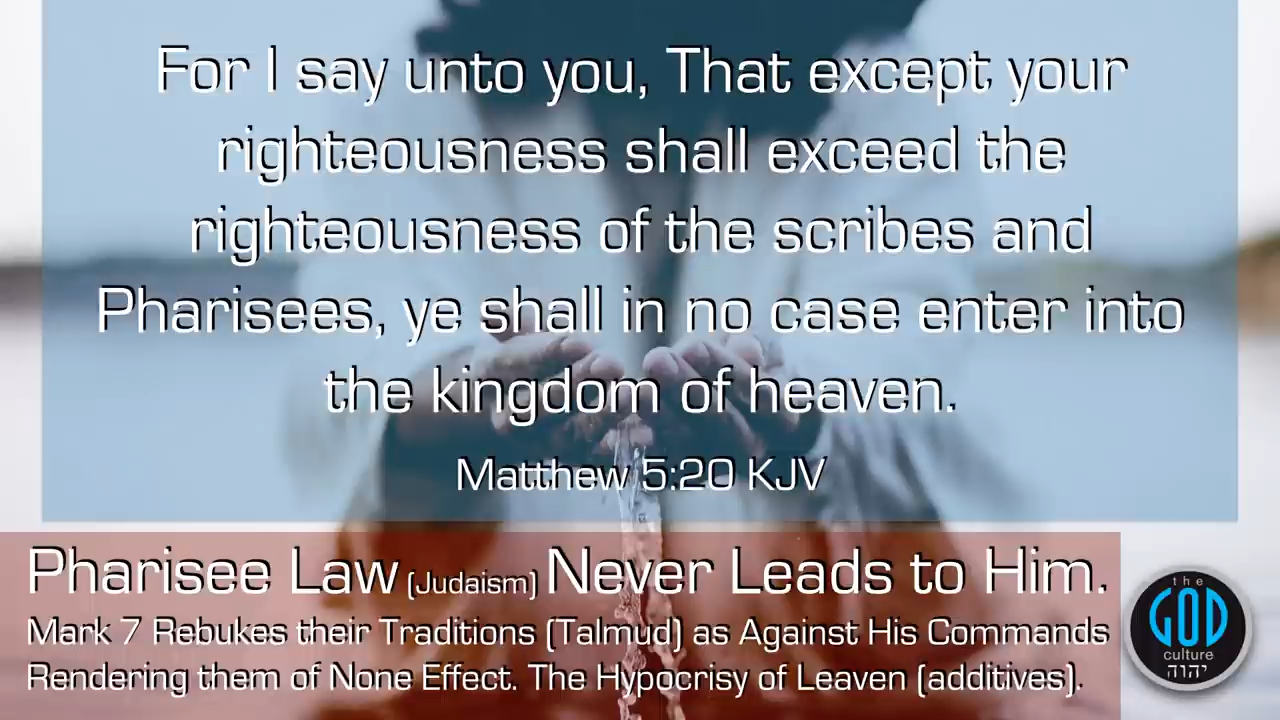 For I say unto you, That except your
righteousness shall exceed the
righteousness of the scribes and
Pharisees, ye shall in no case enter into
the kingdom of heaven.
Matthew 5:20 KJV
Pharisee Law (Judaism) Never Leads to Him.
Mark 7 Rebukes their Traditions (Talmud) as Against His Commands
Rendering them of None Effect. The Hypocrisy of Leaven (additives).
the
GOD
culture
יהוה